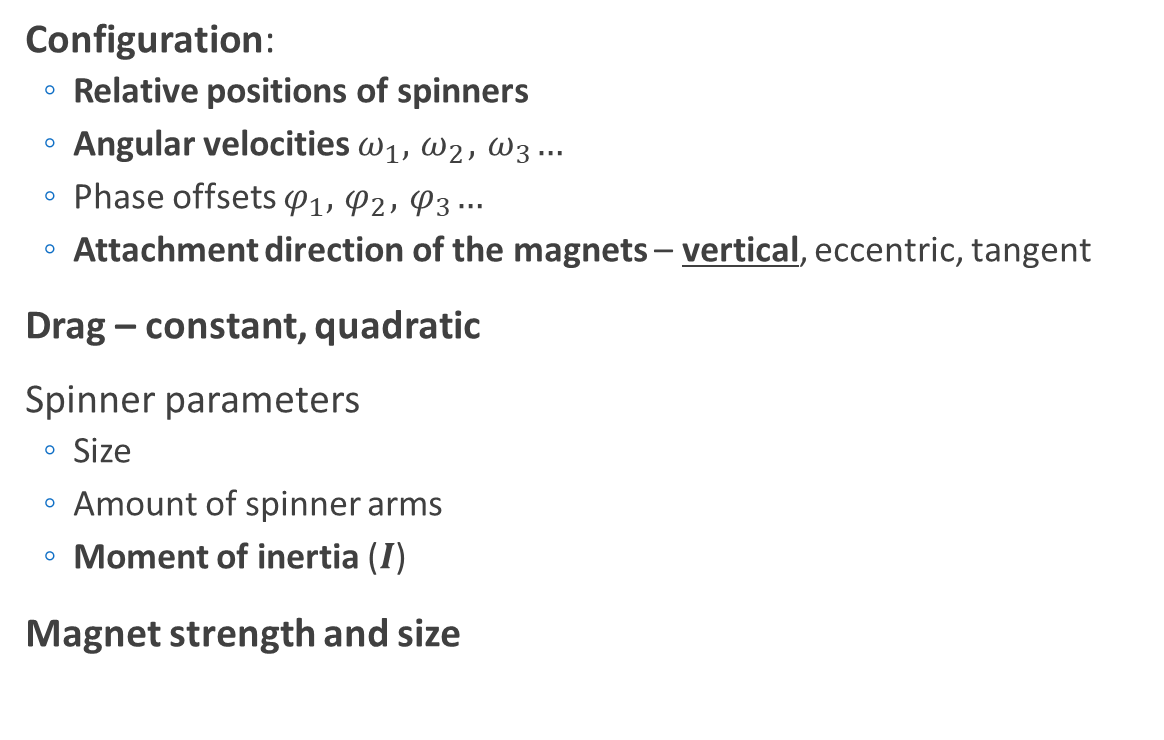 Configuration:
◦ Relative positions of spinners
◦ Angular velocities ω₁, ω₂, ω₃ ...
◦ Phase offsets φ₁, φ₂, φ₃ ...
◦ Attachment direction of the magnets – vertical, eccentric, tangent
Drag – constant, quadratic
Spinner parameters
◦ Size
◦ Amount of spinner arms
◦ Moment of inertia (I)
Magnet strength and size